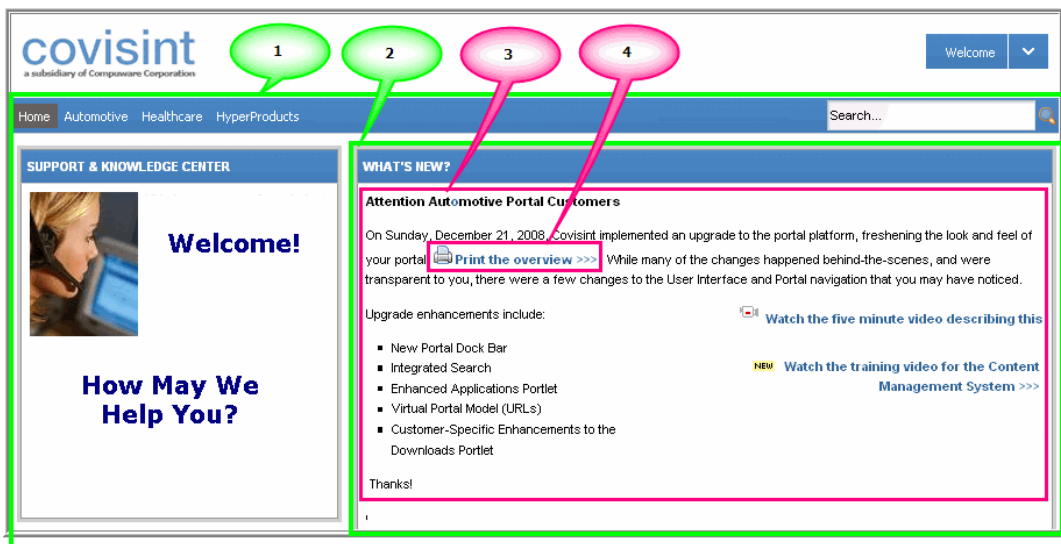 covisint
a subsidiary of Compuware Corporation
1
2
3
4
Welcome
Home Automotive Healthcare HyperProducts
Search...
SUPPORT & KNOWLEDGE CENTER
Welcome!
How May We
Help You?
WHAT'S NEW?
Attention Automotive Portal Customers
On Sunday, December 21, 2008, Covisint implemented an upgrade to the portal platform, freshening the look and feel of
your portal. Print the overview >>> While many of the changes happened behind-the-scenes, and were
transparent to you, there were a few changes to the User Interface and Portal navigation that you may have noticed.
Upgrade enhancements include:
Watch the five minute video describing this
▪ New Portal Dock Bar
▪ Integrated Search
▪ Enhanced Applications Portlet
▪ Virtual Portal Model (URLs)
▪ Customer-Specific Enhancements to the
Downloads Portlet
NEW Watch the training video for the Content
Management System >>>
Thanks!